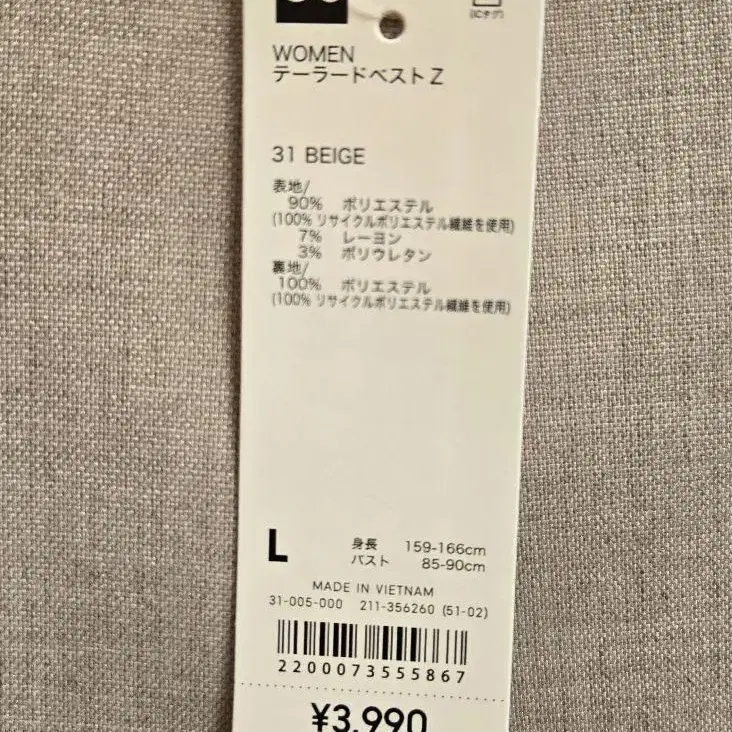 (ICタグ)
WOMEN
テーラードベストZ
31 BEIGE
表地/
90% ポリエステル
(100% リサイクルポリエステル繊維を使用)
7% レーヨン
3% ポリウレタン
裏地/
100% ポリエステル
(100% リサイクルポリエステル繊維を使用)
L 身長 159-166cm
バスト 85-90cm
MADE IN VIETNAM
31-005-000 211-356260 (51-02)
2200073555867
¥3,990